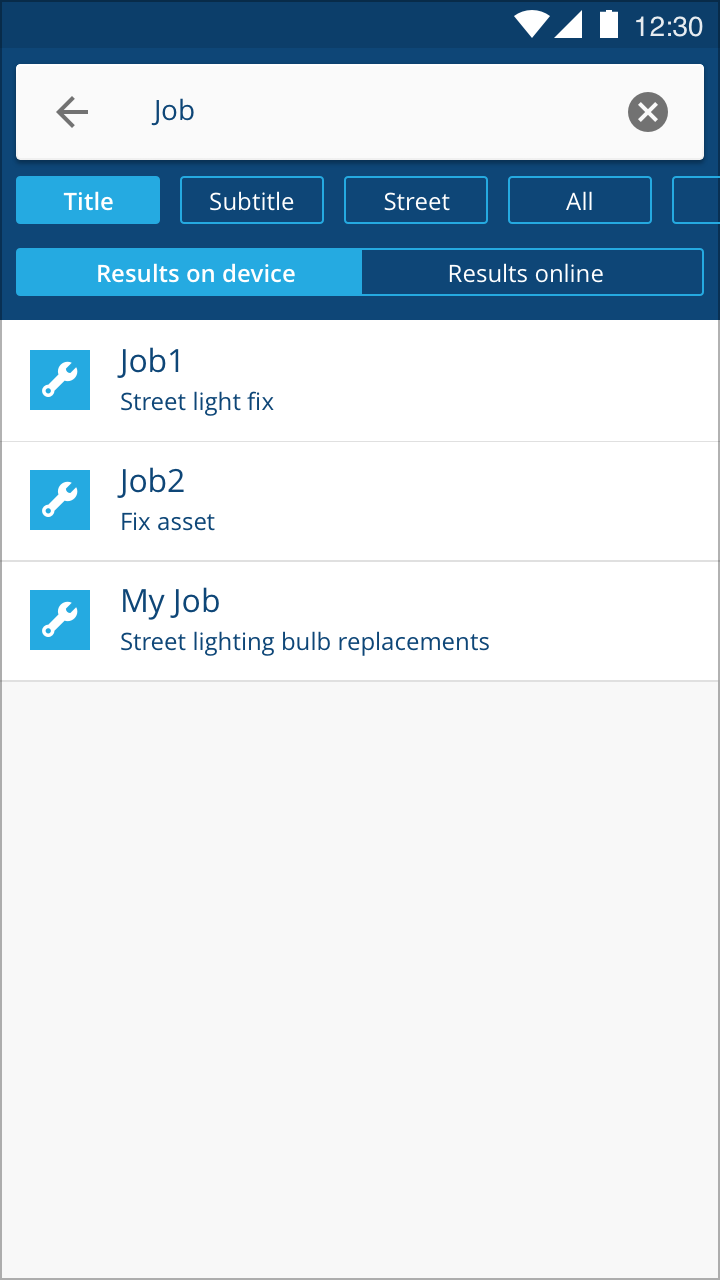 12:30
Job
Title Subtitle Street All
Results on device Results online
Job1
Street light fix
Job2
Fix asset
My Job
Street lighting bulb replacements